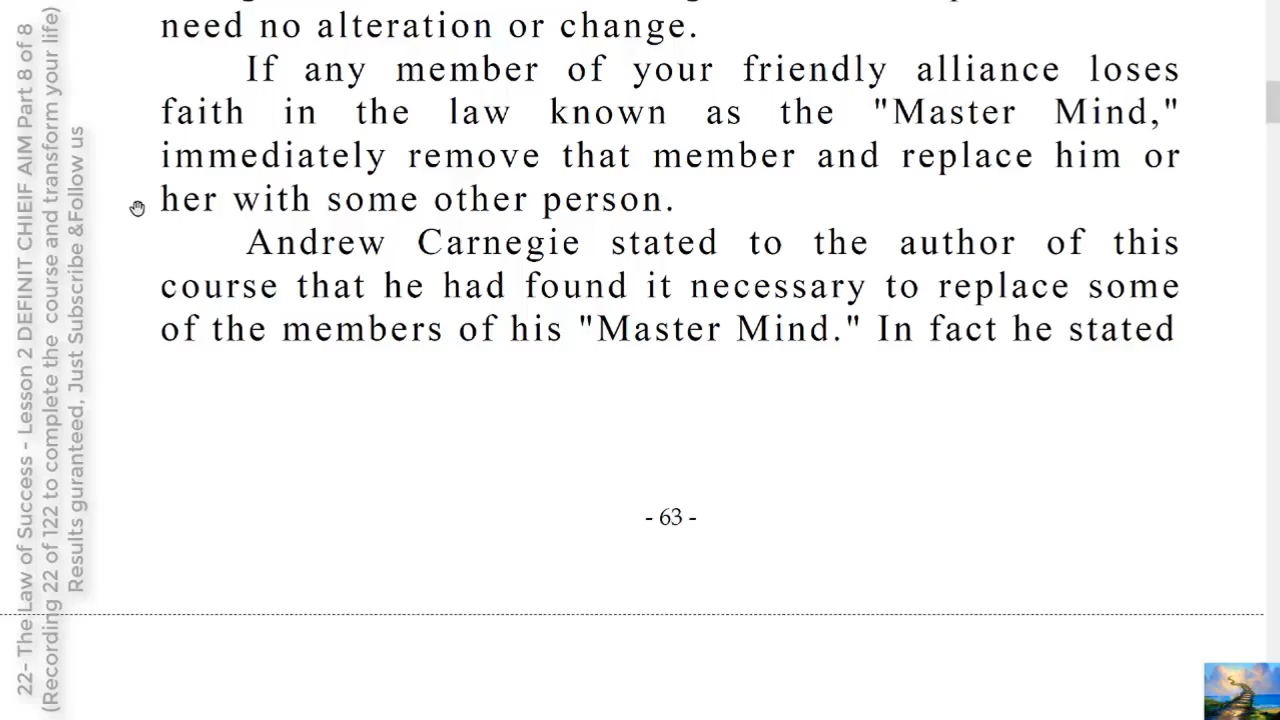 need no alteration or change.
If any member of your friendly alliance loses
faith in the law known as the "Master Mind,"
immediately remove that member and replace him or
her with some other person.
Andrew Carnegie stated to the author of this
course that he had found it necessary to replace some
of the members of his "Master Mind." In fact he stated
- 63 -
22- The Law of Success - Lesson 2 DEFINIT CHIEIF AIM Part 8 of 8
(Recording 22 of 122 to complete the course and transform your life)
Results guranteed, Just Subscribe &Follow us